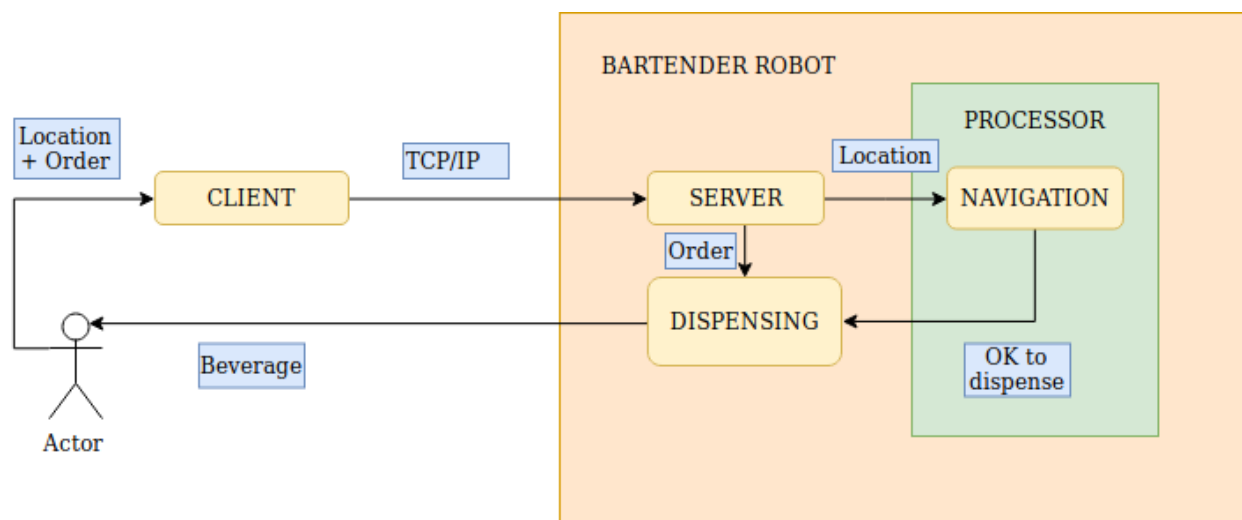 BARTENDER ROBOT
PROCESSOR
Location
+ Order
TCP/IP
Location
CLIENT
SERVER
NAVIGATION
Order
DISPENSING
Beverage
OK to
dispense
Actor